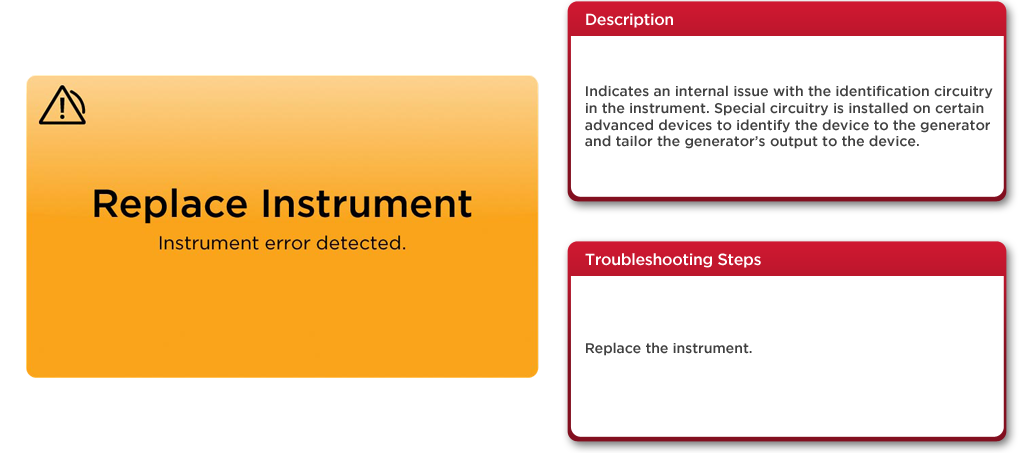 Replace Instrument
Instrument error detected.
Description
Indicates an internal issue with the identification circuitry
in the instrument. Special circuitry is installed on certain
advanced devices to identify the device to the generator
and tailor the generator’s output to the device.
Troubleshooting Steps
Replace the instrument.